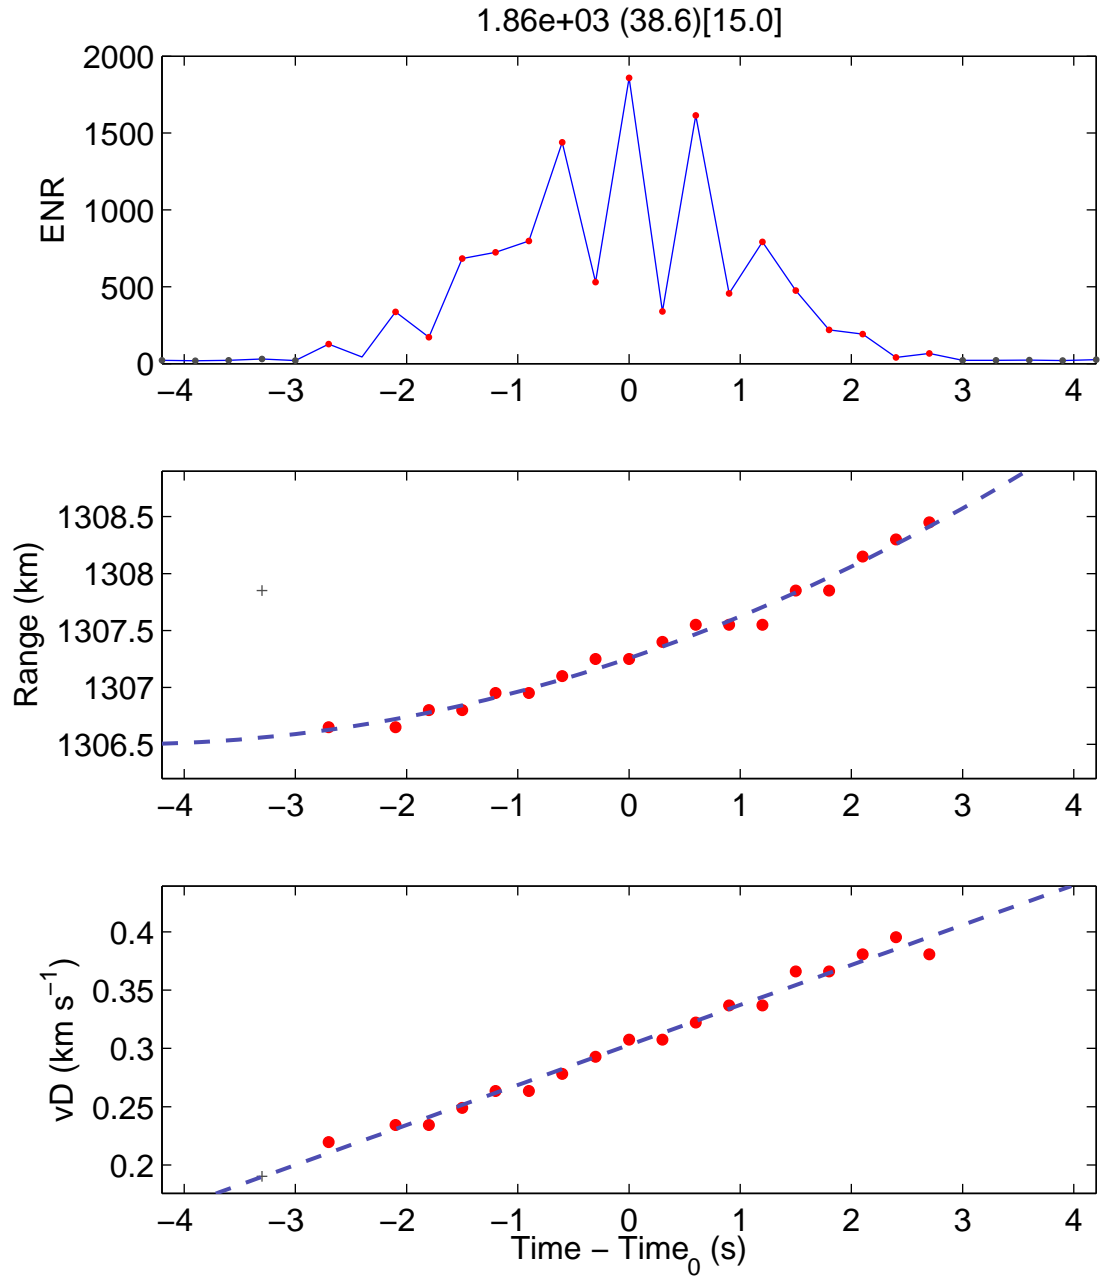 1.86e+03 (38.6)[15.0]
2000
1500
1000
500
0
ENR
−4 −3 −2 −1 0 1 2 3 4
1308.5
1308
1307.5
1307
1306.5
Range (km)
−4 −3 −2 −1 0 1 2 3 4
0.4
0.35
0.3
0.25
0.2
vD (km s⁻¹)
−4 −3 −2 −1 0 1 2 3 4
Time − Time₀ (s)